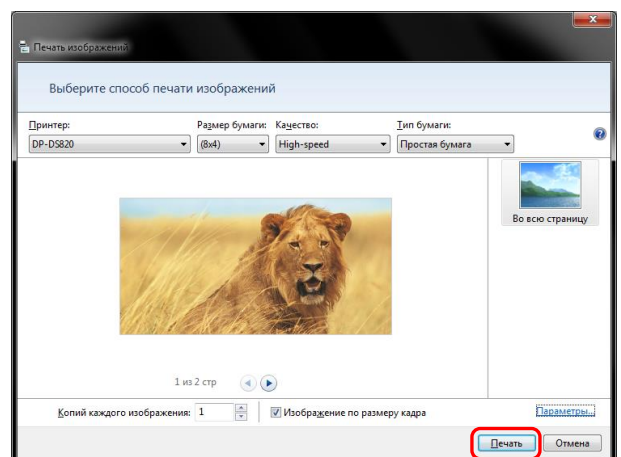 Печать изображений
Выберите способ печати изображений
Принтер: Размер бумаги: Качество: Тип бумаги:
DP-DS820 (8x4) High-speed Простая бумага
Во всю страницу
1 из 2 стр
Копий каждого изображения: 1 Изображение по размеру кадра Параметры...
Печать Отмена